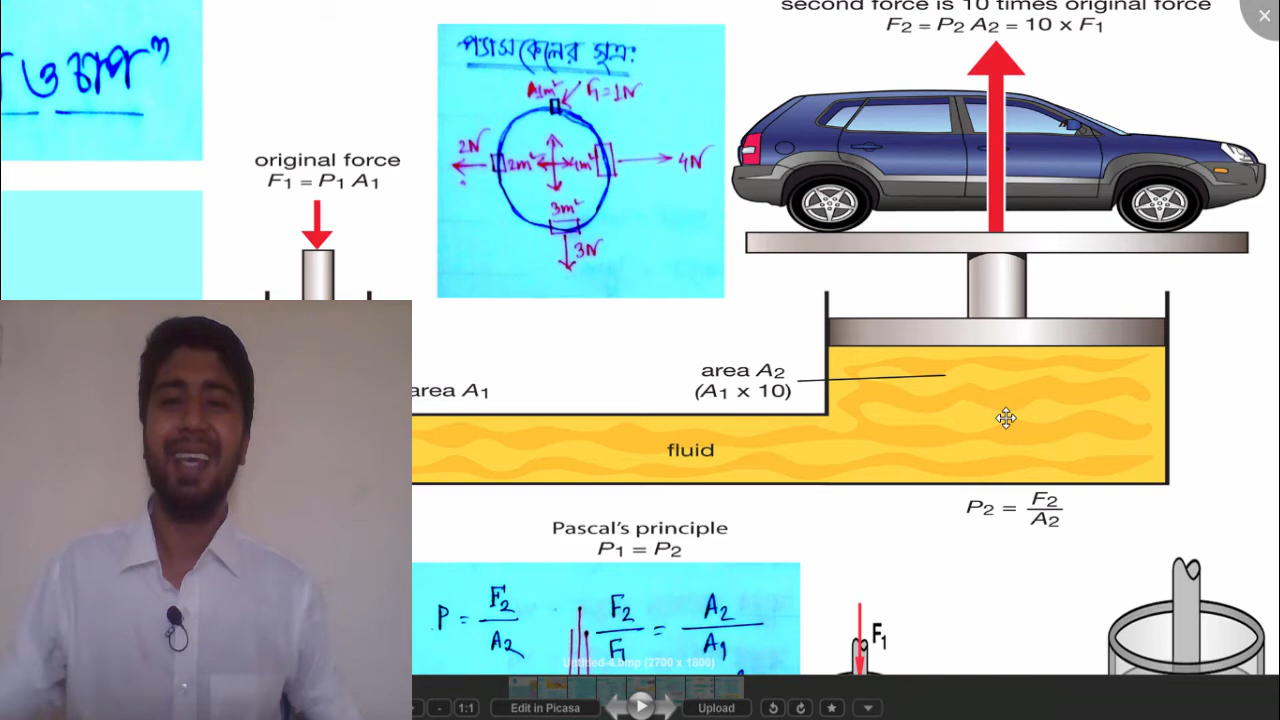 second force is 10 times original force
F2 = P2 A2 = 10 x F1
ও চাপ"
প্যাসকেলের সূত্র:
A1m² F1=1N
2N
2m²
4m²
4N
3m²
3N
original force
F1 = P1 A1
area A1
area A2
(A1 x 10)
fluid
P2 = F2/A2
Pascal's principle
P1 = P2
P = F2/A2
F2/F1 = A2/A1
F1
Untitled-4.bmp (2700 x 1800)
1:1
Edit in Picasa
Upload